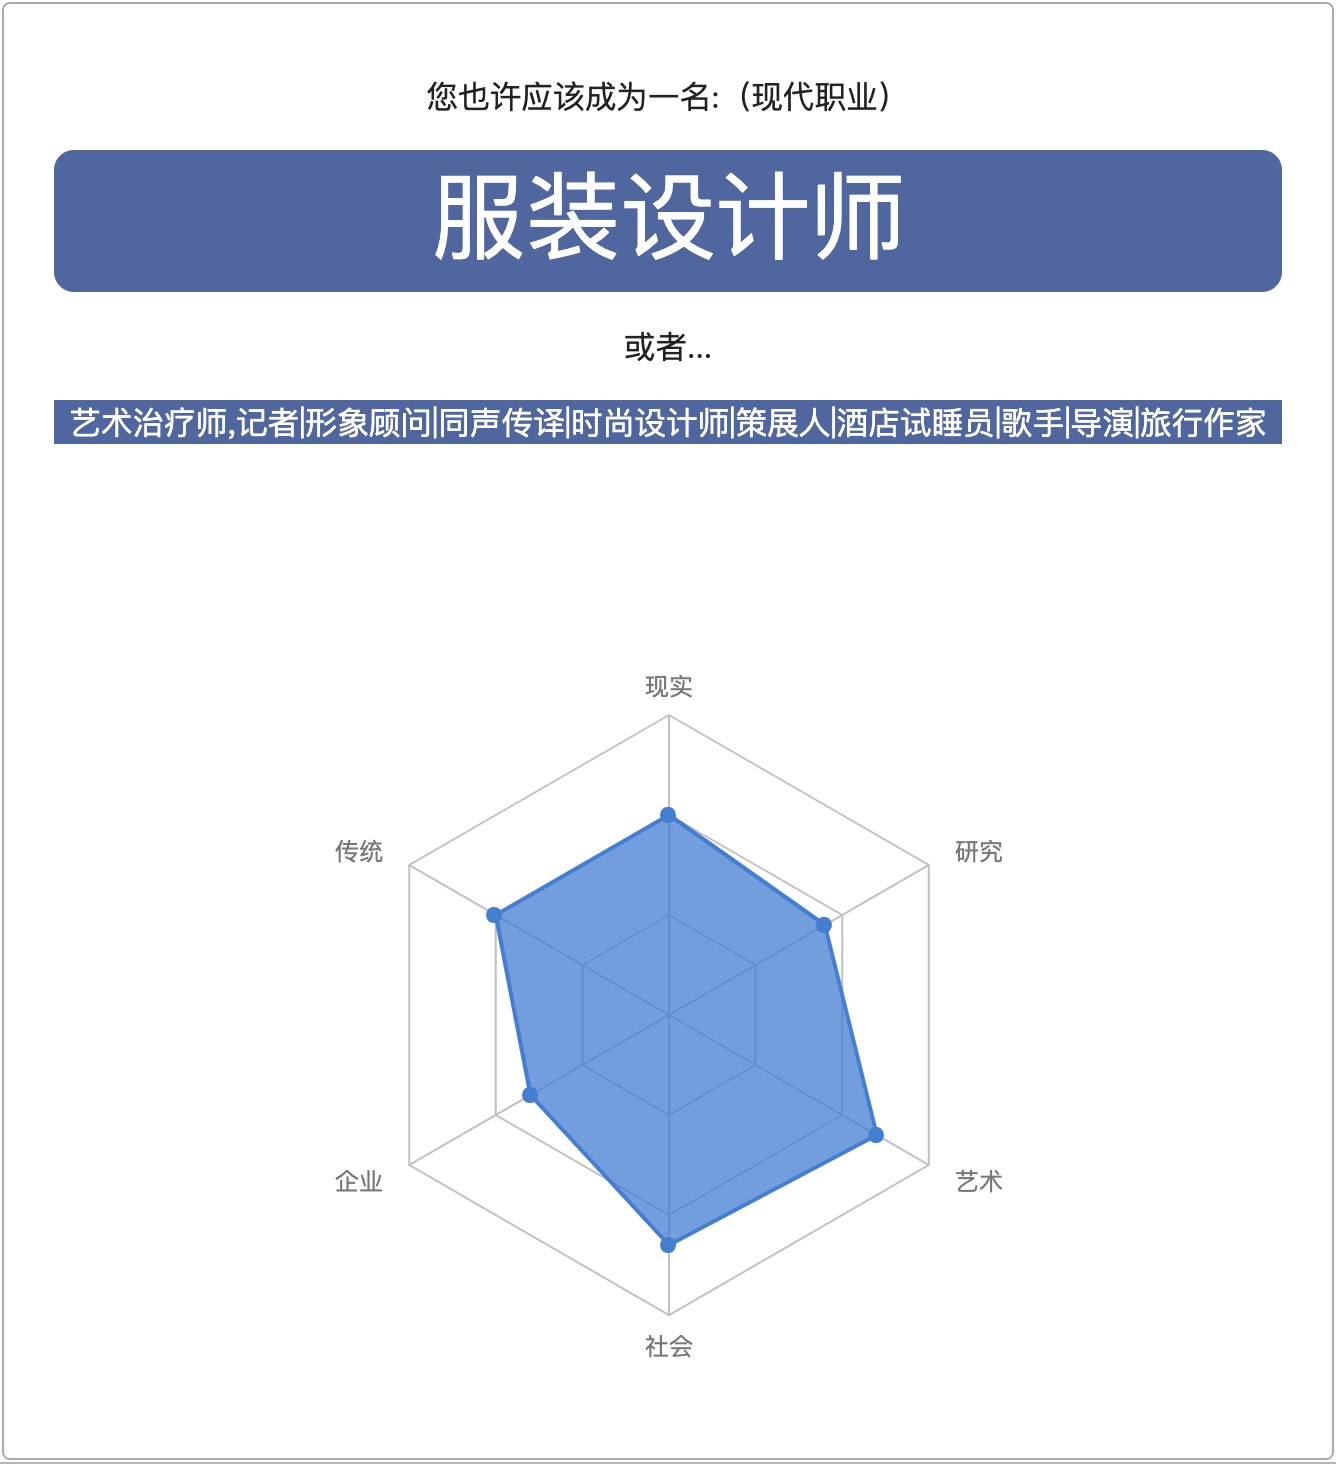 您也许应该成为一名:（现代职业）
服装设计师
或者...
艺术治疗师,记者|形象顾问|同声传译|时尚设计师|策展人|酒店试睡员|歌手|导演|旅行作家
现实
传统
研究
企业
艺术
社会